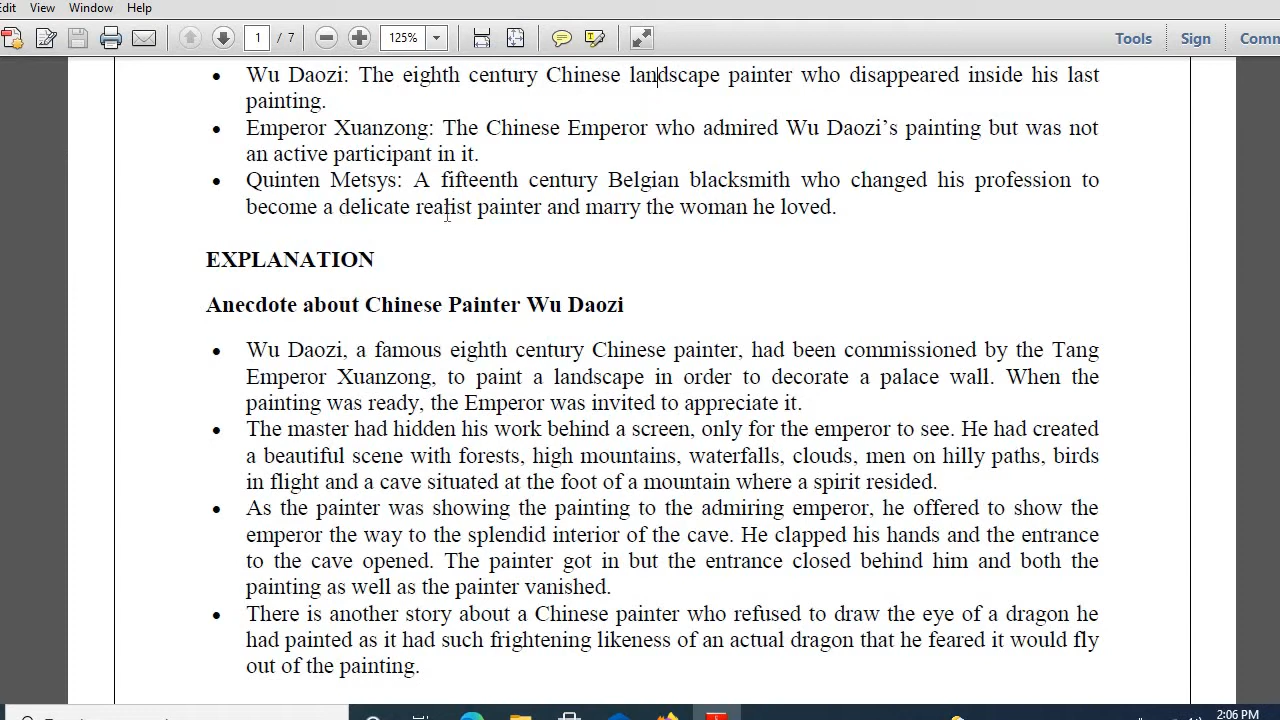 Edit View Window Help
1 / 7 125% Tools Sign Comm
• Wu Daozi: The eighth century Chinese landscape painter who disappeared inside his last
painting.
• Emperor Xuanzong: The Chinese Emperor who admired Wu Daozi’s painting but was not
an active participant in it.
• Quinten Metsys: A fifteenth century Belgian blacksmith who changed his profession to
become a delicate realist painter and marry the woman he loved.
EXPLANATION
Anecdote about Chinese Painter Wu Daozi
• Wu Daozi, a famous eighth century Chinese painter, had been commissioned by the Tang
Emperor Xuanzong, to paint a landscape in order to decorate a palace wall. When the
painting was ready, the Emperor was invited to appreciate it.
• The master had hidden his work behind a screen, only for the emperor to see. He had created
a beautiful scene with forests, high mountains, waterfalls, clouds, men on hilly paths, birds
in flight and a cave situated at the foot of a mountain where a spirit resided.
• As the painter was showing the painting to the admiring emperor, he offered to show the
emperor the way to the splendid interior of the cave. He clapped his hands and the entrance
to the cave opened. The painter got in but the entrance closed behind him and both the
painting as well as the painter vanished.
• There is another story about a Chinese painter who refused to draw the eye of a dragon he
had painted as it had such frightening likeness of an actual dragon that he feared it would fly
out of the painting.
2:06 PM